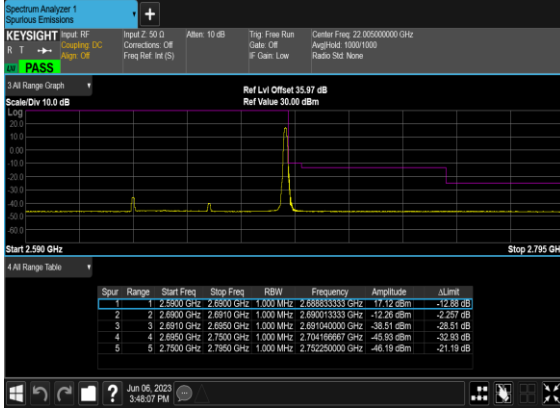 Spectrum Analyzer 1
Spurious Emissions
+
KEYSIGHT Input: RF Input Z: 50 Ω Atten: 10 dB Trig: Free Run Center Freq: 22.005000000 GHz
R T Coupling: DC Corrections: Off Gate: Off Avg|Hold: 1000/1000
Align: Off Freq Ref: Int (S) IF Gain: Low Radio Std: None
PASS
3.All Range Graph
Ref Lvl Offset 35.97 dB
Scale/Div 10.0 dB Ref Value 30.00 dBm
Log
20.0
10.0
0.00
-10.0
-20.0
-30.0
-40.0
-50.0
-60.0
Start 2.590 GHz Stop 2.795 GH
4.All Range Table
Spur Range Start Freq Stop Freq RBW Frequency Amplitude ΔLimit
1 1 2.5900 GHz 2.6900 GHz 1.000 MHz 2.688833333 GHz 17.12 dBm -12.88 dB
2 2 2.6900 GHz 2.6910 GHz 1.000 MHz 2.690013333 GHz -12.26 dBm -2.257 dB
3 3 2.6910 GHz 2.6950 GHz 1.000 MHz 2.691040000 GHz -38.51 dBm -28.51 dB
4 4 2.6950 GHz 2.7500 GHz 1.000 MHz 2.704166667 GHz -45.93 dBm -32.93 dB
5 5 2.7500 GHz 2.7950 GHz 1.000 MHz 2.752250000 GHz -46.19 dBm -21.19 dB
? Jun 06, 2023
3:48:07 PM